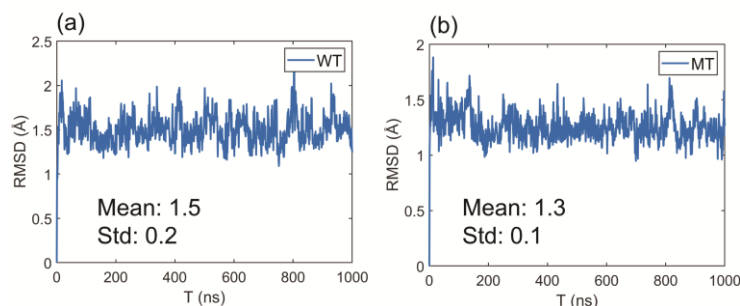 (a)
2.5
2
1.5
1
0.5
0
RMSD (Å)
WT
Mean: 1.5
Std: 0.2
0 200 400 600 800 1000
T (ns)
(b)
2
1.5
1
0.5
0
RMSD (Å)
MT
Mean: 1.3
Std: 0.1
0 200 400 600 800 1000
T (ns)